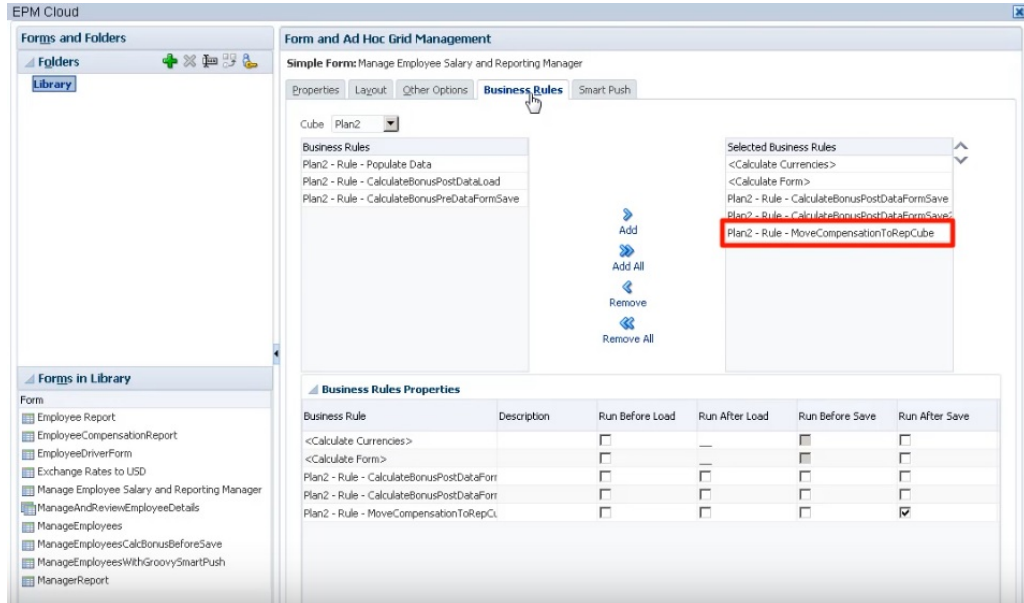 EPM Cloud
Forms and Folders
Folders
Library
Form and Ad Hoc Grid Management
Simple Form: Manage Employee Salary and Reporting Manager
Properties Layout Other Options Business Rules Smart Push
Cube Plan2
Business Rules
Plan2 - Rule - Populate Data
Plan2 - Rule - CalculateBonusPostDataLoad
Plan2 - Rule - CalculateBonusPreDataFormSave
Add
Add All
Remove
Remove All
Selected Business Rules
<Calculate Currencies>
<Calculate Form>
Plan2 - Rule - CalculateBonusPostDataFormSave
Plan2 - Rule - CalculateBonusPostDataFormSave2
Plan2 - Rule - MoveCompensationToRepCube
Forms in Library
Form
Employee Report
EmployeeCompensationReport
EmployeeDriverForm
Exchange Rates to USD
Manage Employee Salary and Reporting Manager
ManageAndReviewEmployeeDetails
ManageEmployees
ManageEmployeesCalcBonusBeforeSave
ManageEmployeesWithGroovySmartPush
ManagerReport
Business Rules Properties
Business Rule Description Run Before Load Run After Load Run Before Save Run After Save
<Calculate Currencies>
<Calculate Form>
Plan2 - Rule - CalculateBonusPostDataForm
Plan2 - Rule - CalculateBonusPostDataForm
Plan2 - Rule - MoveCompensationToRepCu